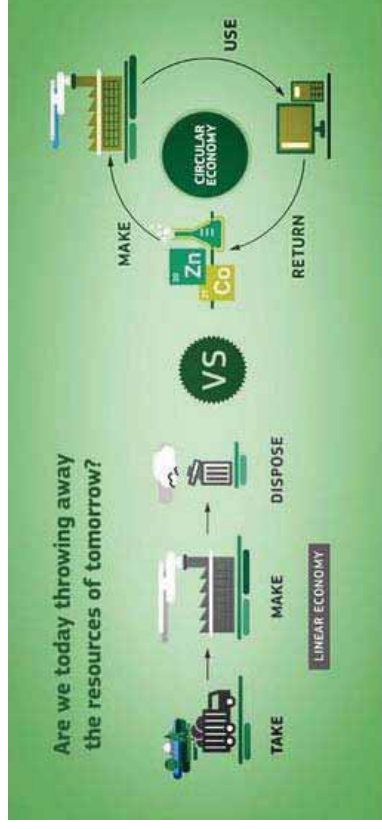 Are we today throwing away
the resources of tomorrow?
TAKE
MAKE
DISPOSE
LINEAR ECONOMY
VS
MAKE
USE
RETURN
CIRCULAR
ECONOMY
30
Zn
Co